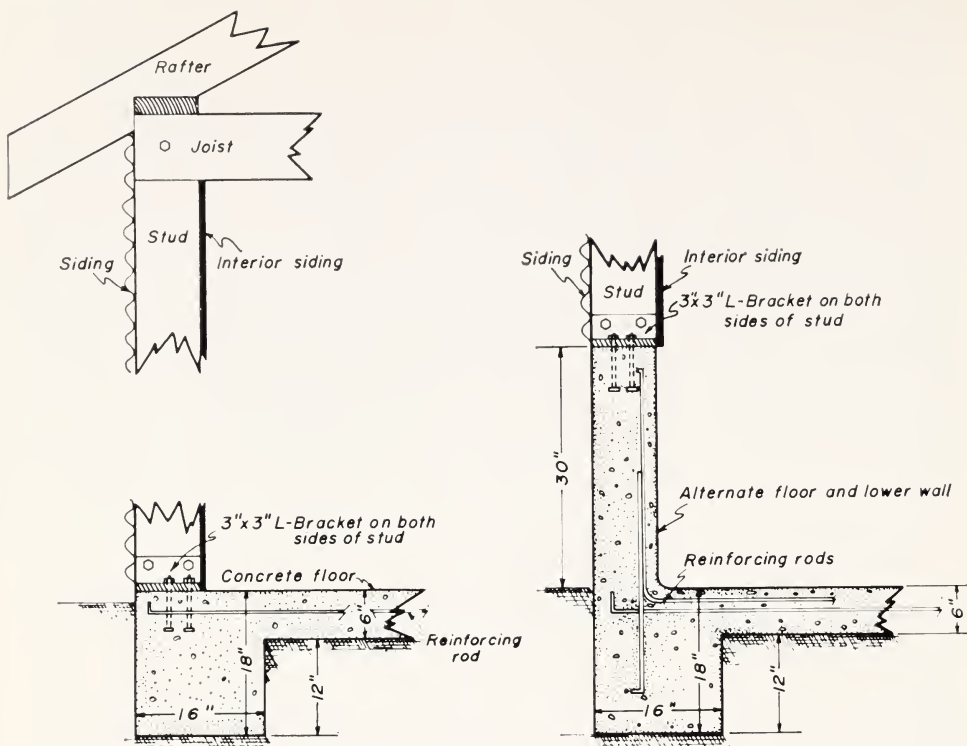 Rafter
Joist
Stud
Siding
Interior siding
3"x3" L-Bracket on both
sides of stud
Concrete floor
6"
18"
12"
16"
Reinforcing
rod
Siding
Interior siding
Stud
3"x3" L-Bracket on both
sides of stud
30"
Alternate floor and lower wall
Reinforcing rods
6"
18"
12"
16"